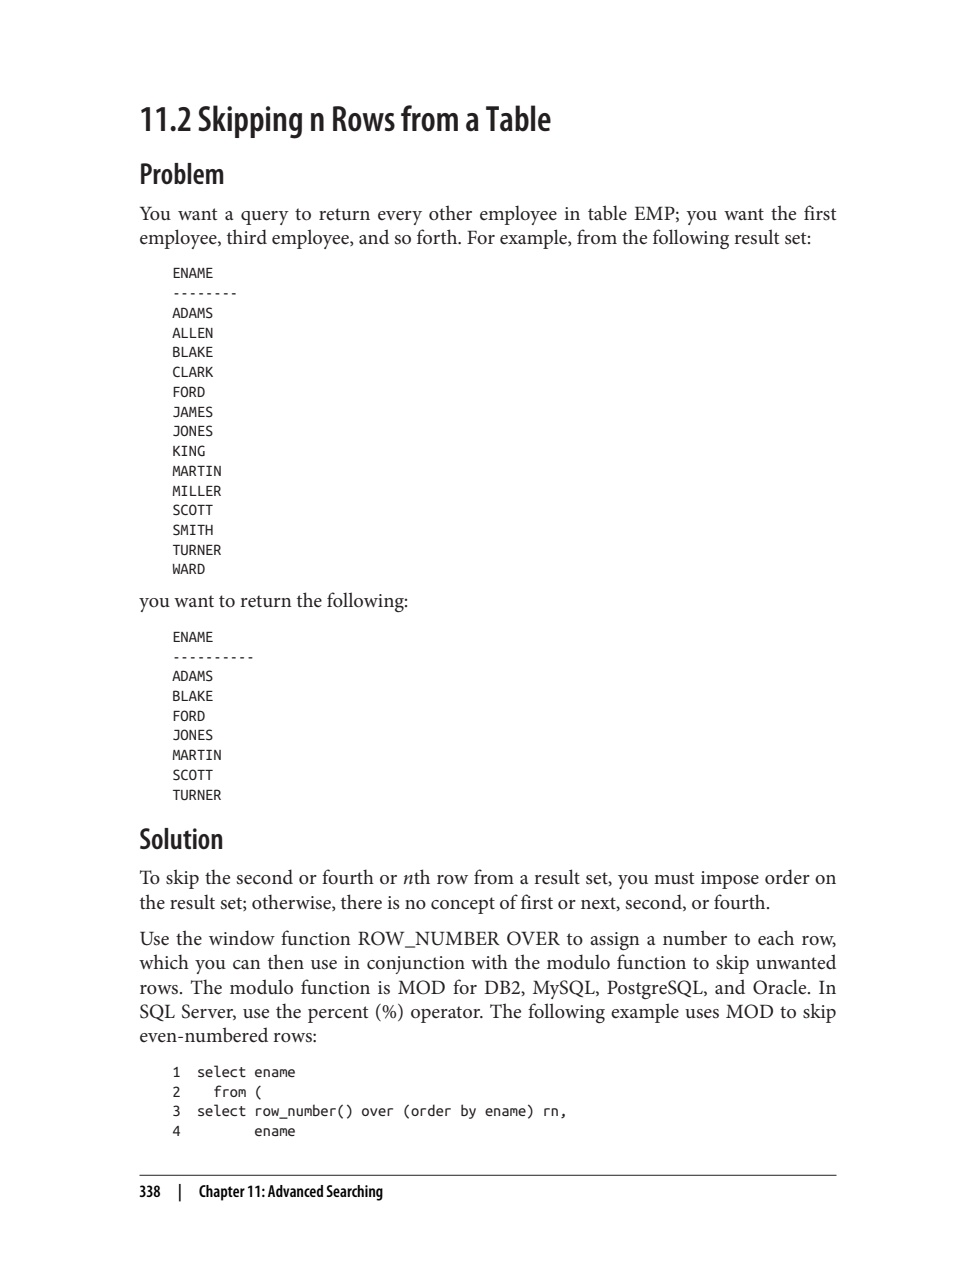 11.2 Skipping n Rows from a Table
Problem
You want a query to return every other employee in table EMP; you want the first
employee, third employee, and so forth. For example, from the following result set:
ENAME
--------
ADAMS
ALLEN
BLAKE
CLARK
FORD
JAMES
JONES
KING
MARTIN
MILLER
SCOTT
SMITH
TURNER
WARD
you want to return the following:
ENAME
----------
ADAMS
BLAKE
FORD
JONES
MARTIN
SCOTT
TURNER
Solution
To skip the second or fourth or nth row from a result set, you must impose order on
the result set; otherwise, there is no concept of first or next, second, or fourth.
Use the window function ROW_NUMBER OVER to assign a number to each row,
which you can then use in conjunction with the modulo function to skip unwanted
rows. The modulo function is MOD for DB2, MySQL, PostgreSQL, and Oracle. In
SQL Server, use the percent (%) operator. The following example uses MOD to skip
even-numbered rows:
1  select ename
2    from (
3  select row_number() over (order by ename) rn,
4         ename
338 | Chapter 11: Advanced Searching